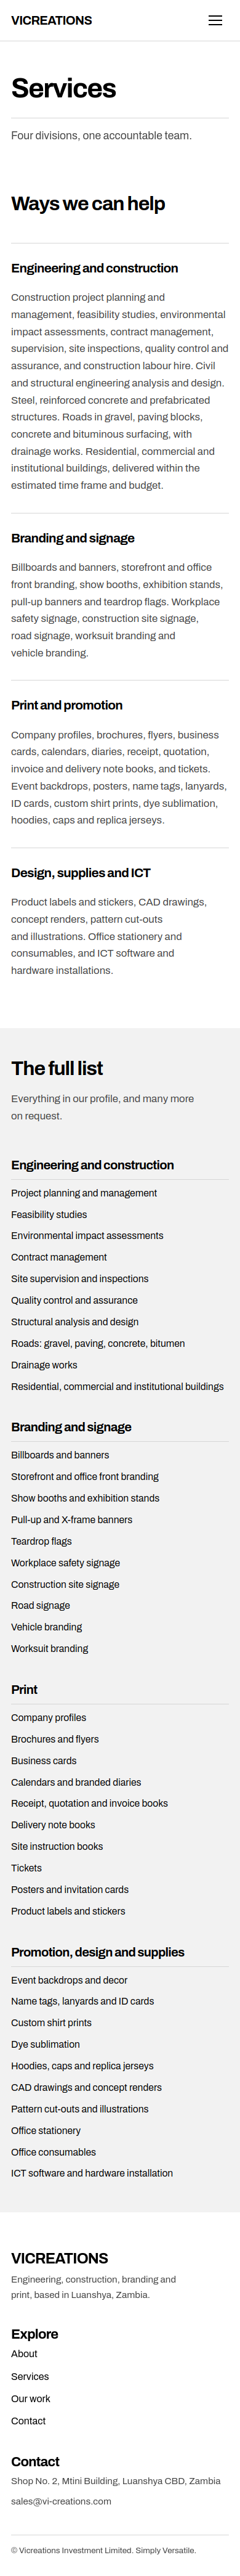 VICREATIONS
Services
Four divisions, one accountable team.
Ways we can help
Engineering and construction
Construction project planning and
management, feasibility studies, environmental
impact assessments, contract management,
supervision, site inspections, quality control and
assurance, and construction labour hire. Civil
and structural engineering analysis and design.
Steel, reinforced concrete and prefabricated
structures. Roads in gravel, paving blocks,
concrete and bituminous surfacing, with
drainage works. Residential, commercial and
institutional buildings, delivered within the
estimated time frame and budget.
Branding and signage
Billboards and banners, storefront and office
front branding, show booths, exhibition stands,
pull-up banners and teardrop flags. Workplace
safety signage, construction site signage,
road signage, worksuit branding and
vehicle branding.
Print and promotion
Company profiles, brochures, flyers, business
cards, calendars, diaries, receipt, quotation,
invoice and delivery note books, and tickets.
Event backdrops, posters, name tags, lanyards,
ID cards, custom shirt prints, dye sublimation,
hoodies, caps and replica jerseys.
Design, supplies and ICT
Product labels and stickers, CAD drawings,
concept renders, pattern cut-outs
and illustrations. Office stationery and
consumables, and ICT software and
hardware installations.
The full list
Everything in our profile, and many more
on request.
Engineering and construction
Project planning and management
Feasibility studies
Environmental impact assessments
Contract management
Site supervision and inspections
Quality control and assurance
Structural analysis and design
Roads: gravel, paving, concrete, bitumen
Drainage works
Residential, commercial and institutional buildings
Branding and signage
Billboards and banners
Storefront and office front branding
Show booths and exhibition stands
Pull-up and X-frame banners
Teardrop flags
Workplace safety signage
Construction site signage
Road signage
Vehicle branding
Worksuit branding
Print
Company profiles
Brochures and flyers
Business cards
Calendars and branded diaries
Receipt, quotation and invoice books
Delivery note books
Site instruction books
Tickets
Posters and invitation cards
Product labels and stickers
Promotion, design and supplies
Event backdrops and decor
Name tags, lanyards and ID cards
Custom shirt prints
Dye sublimation
Hoodies, caps and replica jerseys
CAD drawings and concept renders
Pattern cut-outs and illustrations
Office stationery
Office consumables
ICT software and hardware installation
VICREATIONS
Engineering, construction, branding and
print, based in Luanshya, Zambia.
Explore
About
Services
Our work
Contact
Contact
Shop No. 2, Mtini Building, Luanshya CBD, Zambia
sales@vi-creations.com
© Vicreations Investment Limited. Simply Versatile.